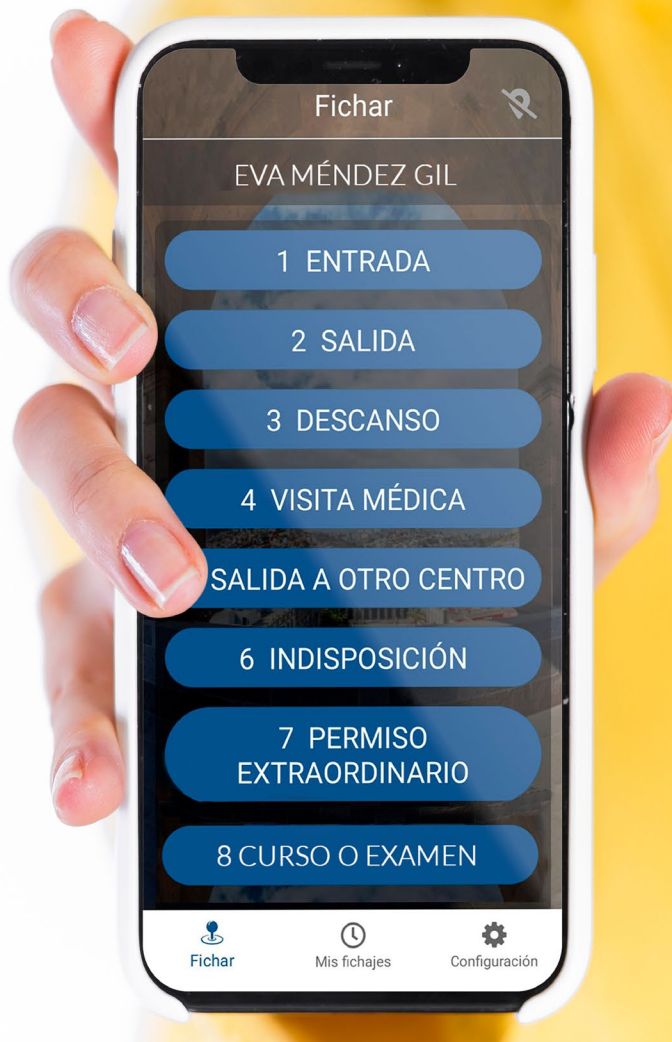 Fichar
EVA MÉNDEZ GIL
1 ENTRADA
2 SALIDA
3 DESCANSO
4 VISITA MÉDICA
SALIDA A OTRO CENTRO
6 INDISPOSICIÓN
7 PERMISO
EXTRAORDINARIO
8 CURSO O EXAMEN
Fichar
Mis fichajes
Configuración